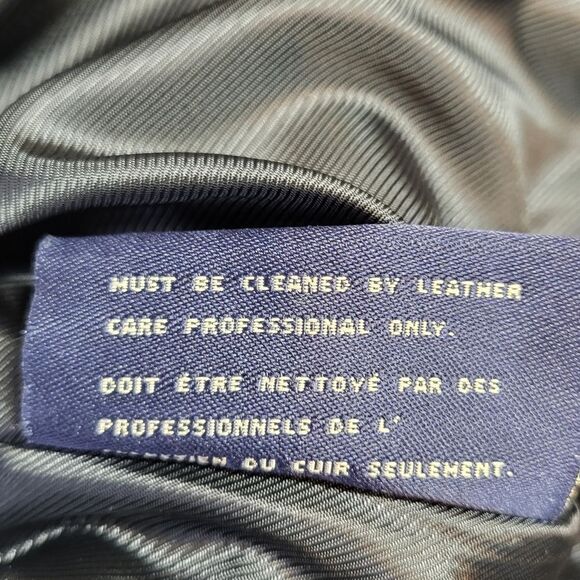 MUST BE CLEANED BY LEATHER
CARE PROFESSIONAL ONLY.
DOIT ÊTRE NETTOYÉ PAR DES
PROFESSIONNELS DE L'
DU CUIR SEULEMENT.